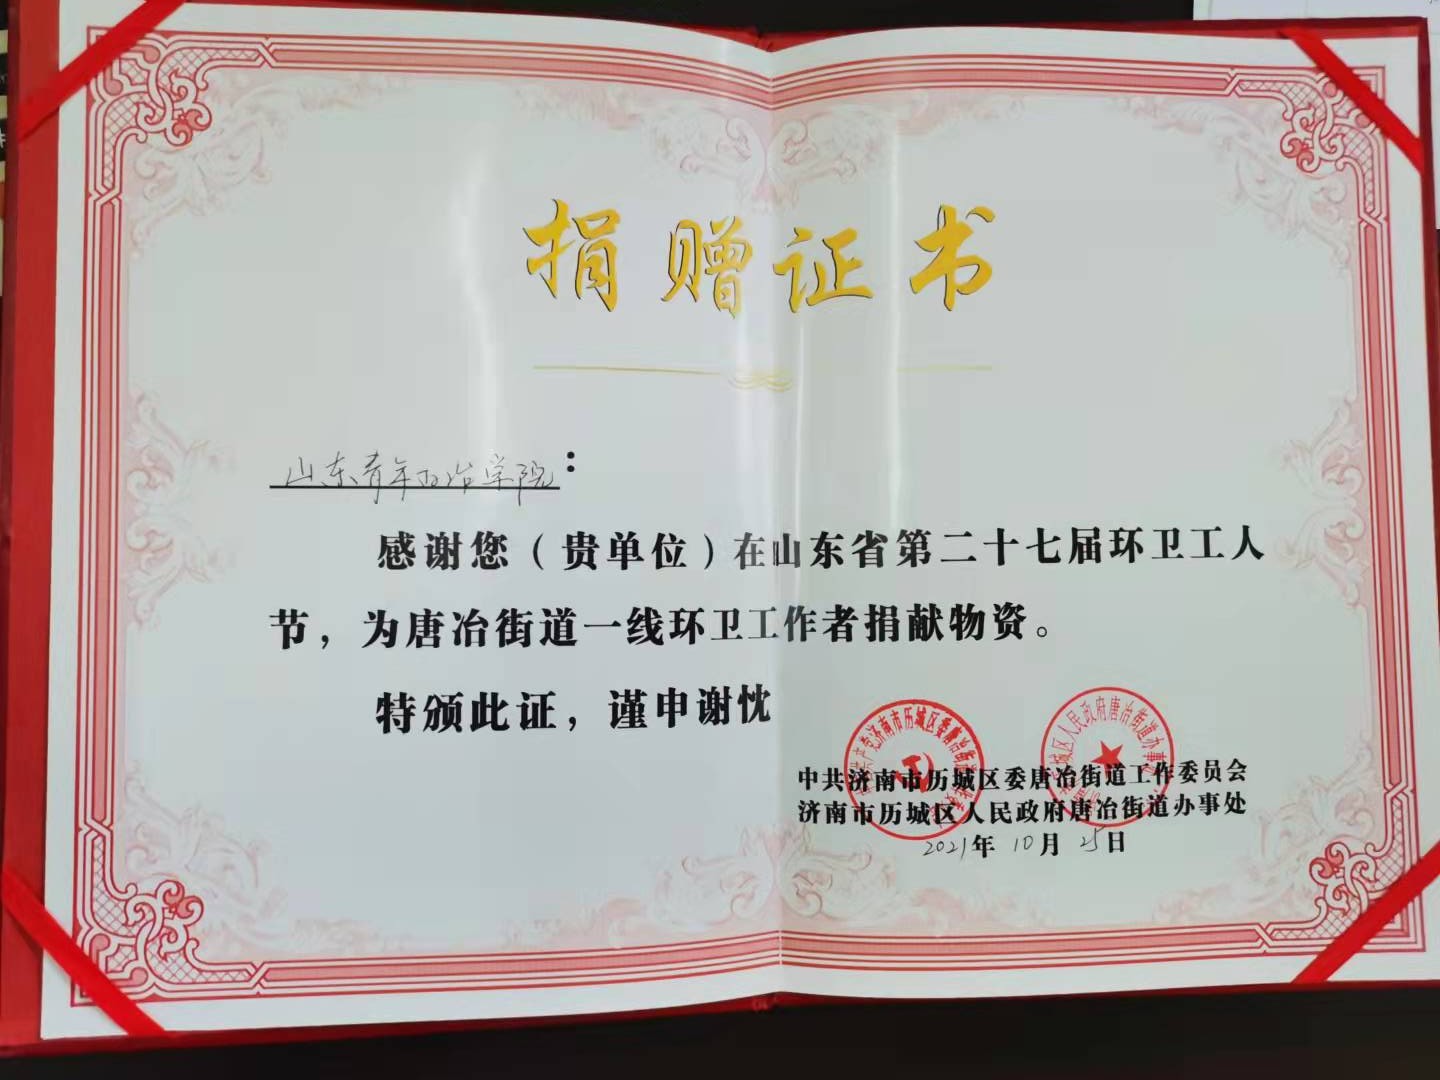 捐赠证书
山东青年政治学院：
感谢您（贵单位）在山东省第二十七届环卫工人
节，为唐冶街道一线环卫工作者捐献物资。
特颁此证，谨申谢忱
中共济南市历城区委唐冶街道工作委员会
济南市历城区人民政府唐冶街道办事处
2021年10月25日